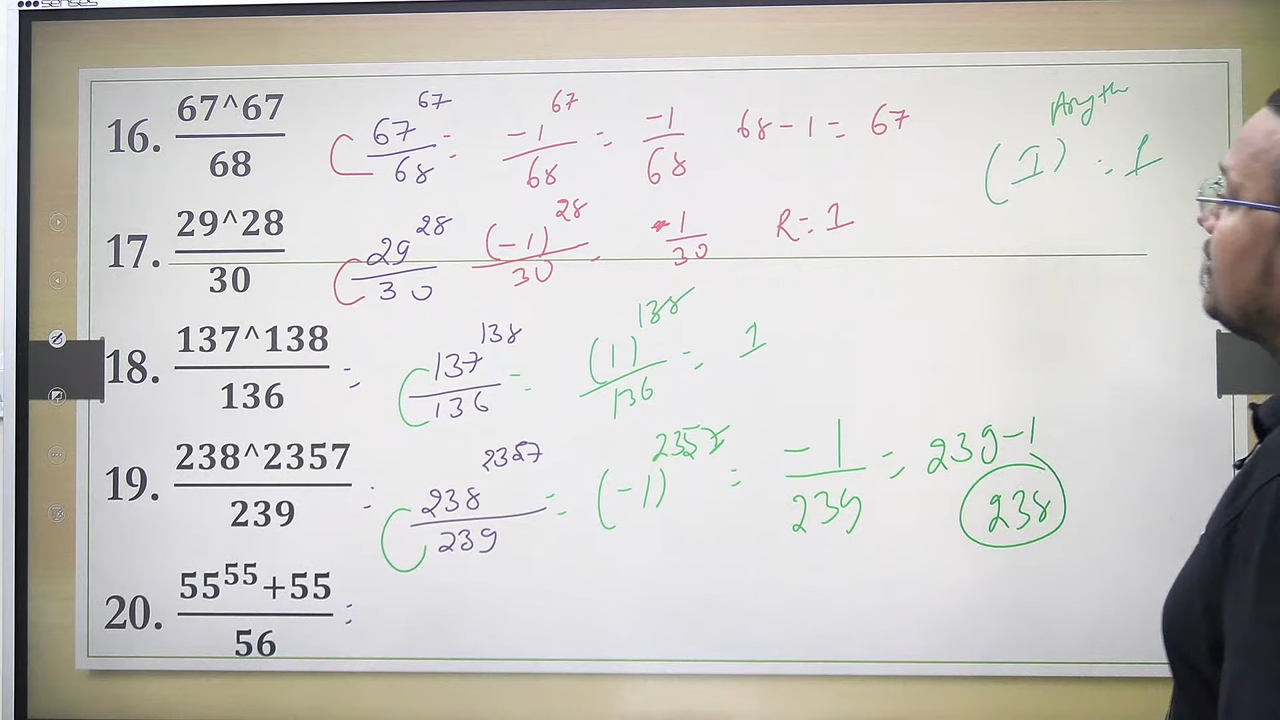 senses
16. 67^67 / 68 67^67 / 68 = -1^67 / 68 = -1 / 68 68 - 1 = 67
(1)^Anyth = 1
17. 29^28 / 30 29^28 / 30 (-1)^28 / 30 = 1 / 30 R = 1
18. 137^138 / 136 = 137^138 / 136 = (1)^138 / 136 = 1
19. 238^2357 / 239 = 238^2357 / 239 = (-1)^2357 = -1 / 239 = 239-1
238
20. 55^55+55 / 56 =